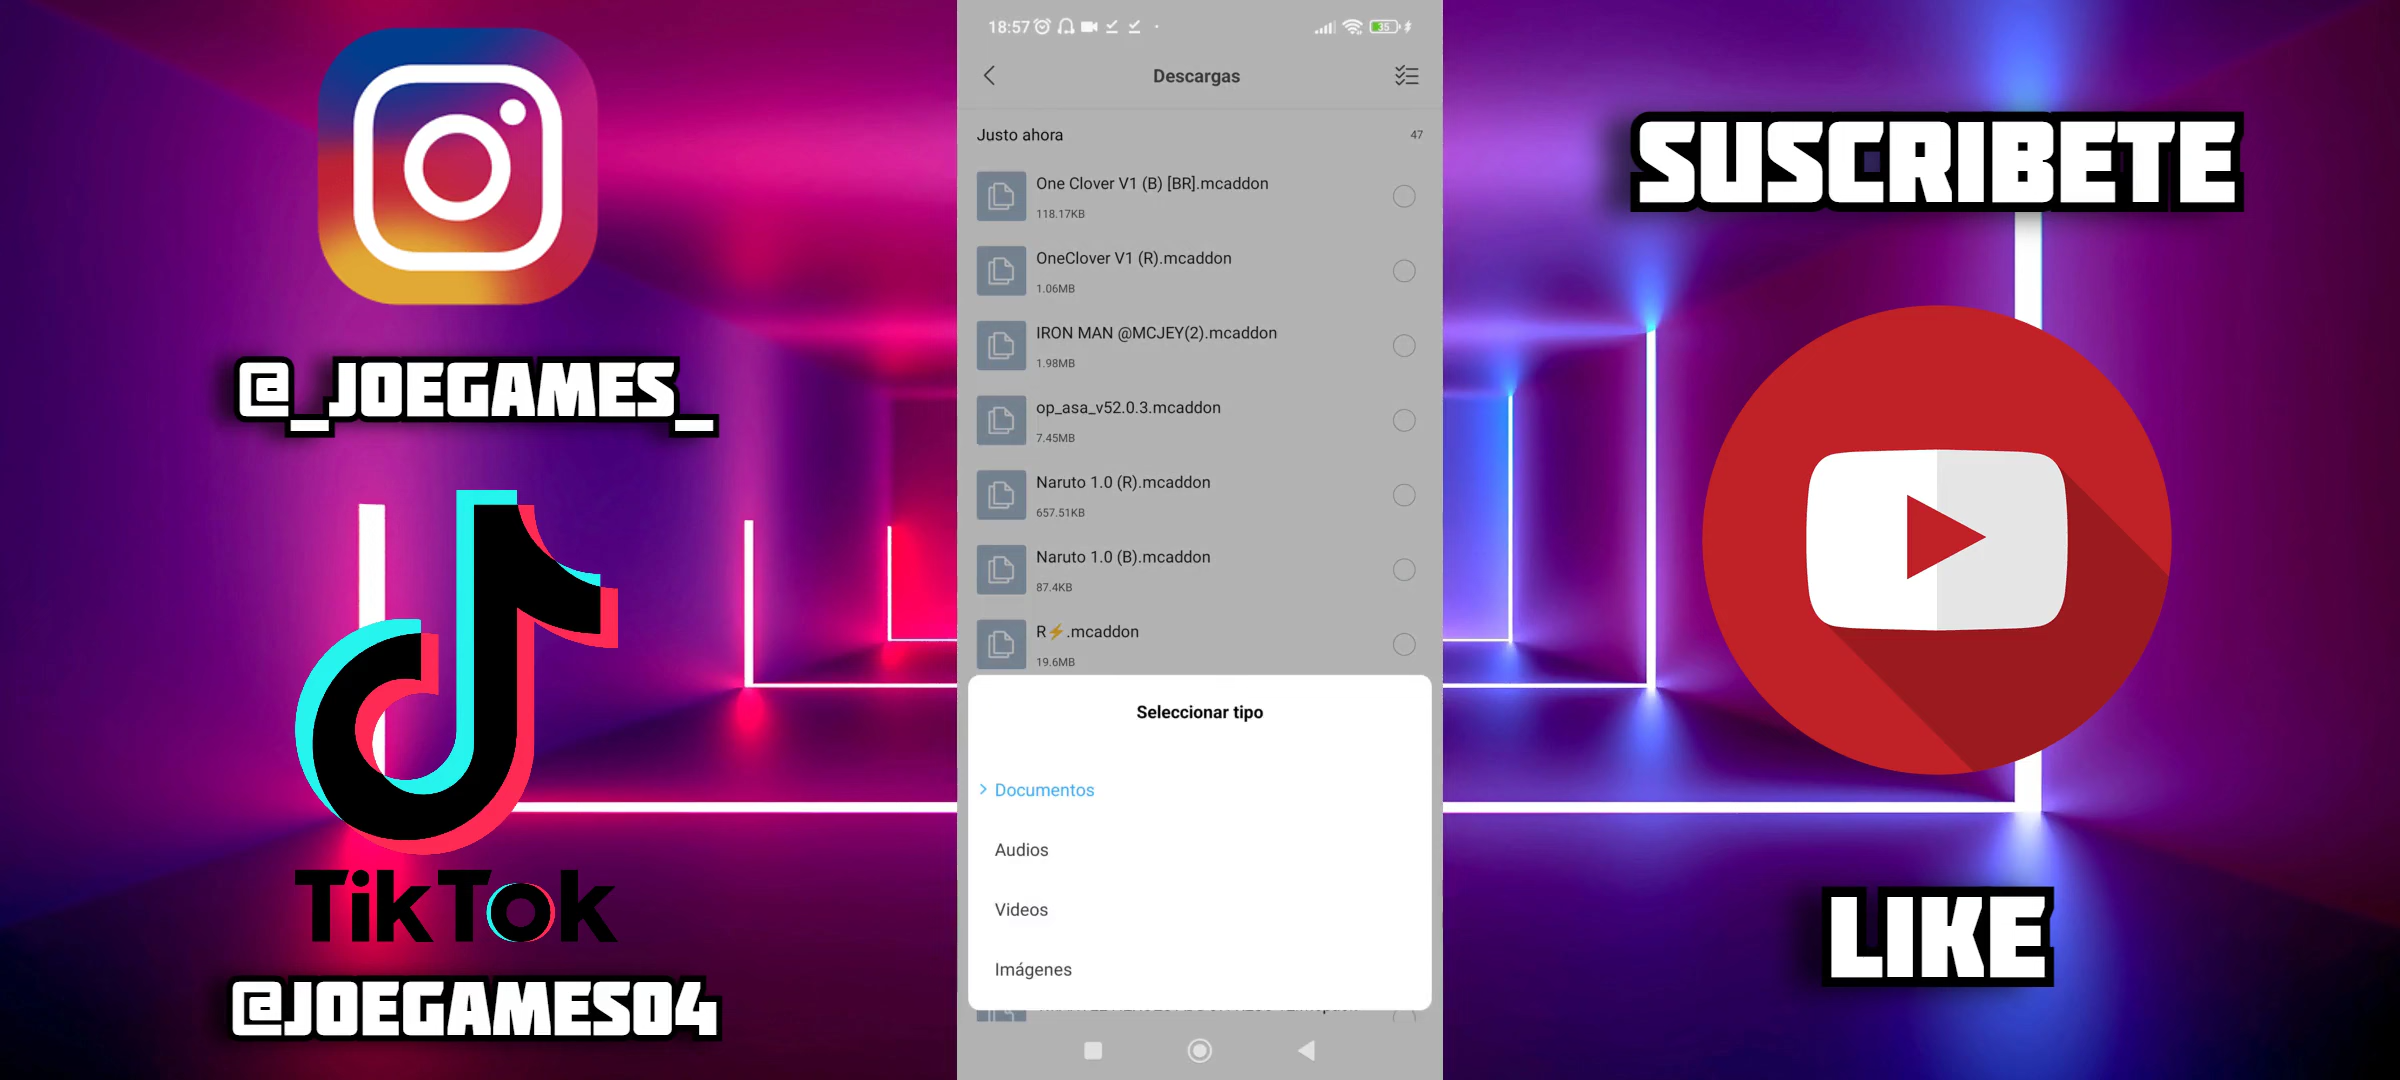 @_JOEGAMES_
TikTok
@JOEGAMES04
18:57
35
Descargas
Justo ahora
47
One Clover V1 (B) [BR].mcaddon
118.17KB
OneClover V1 (R).mcaddon
1.06MB
IRON MAN @MCJEY(2).mcaddon
1.98MB
op_asa_v52.0.3.mcaddon
7.45MB
Naruto 1.0 (R).mcaddon
657.51KB
Naruto 1.0 (B).mcaddon
87.4KB
R⚡.mcaddon
19.6MB
Seleccionar tipo
Documentos
Audios
Videos
Imágenes
SUSCRIBETE
LIKE